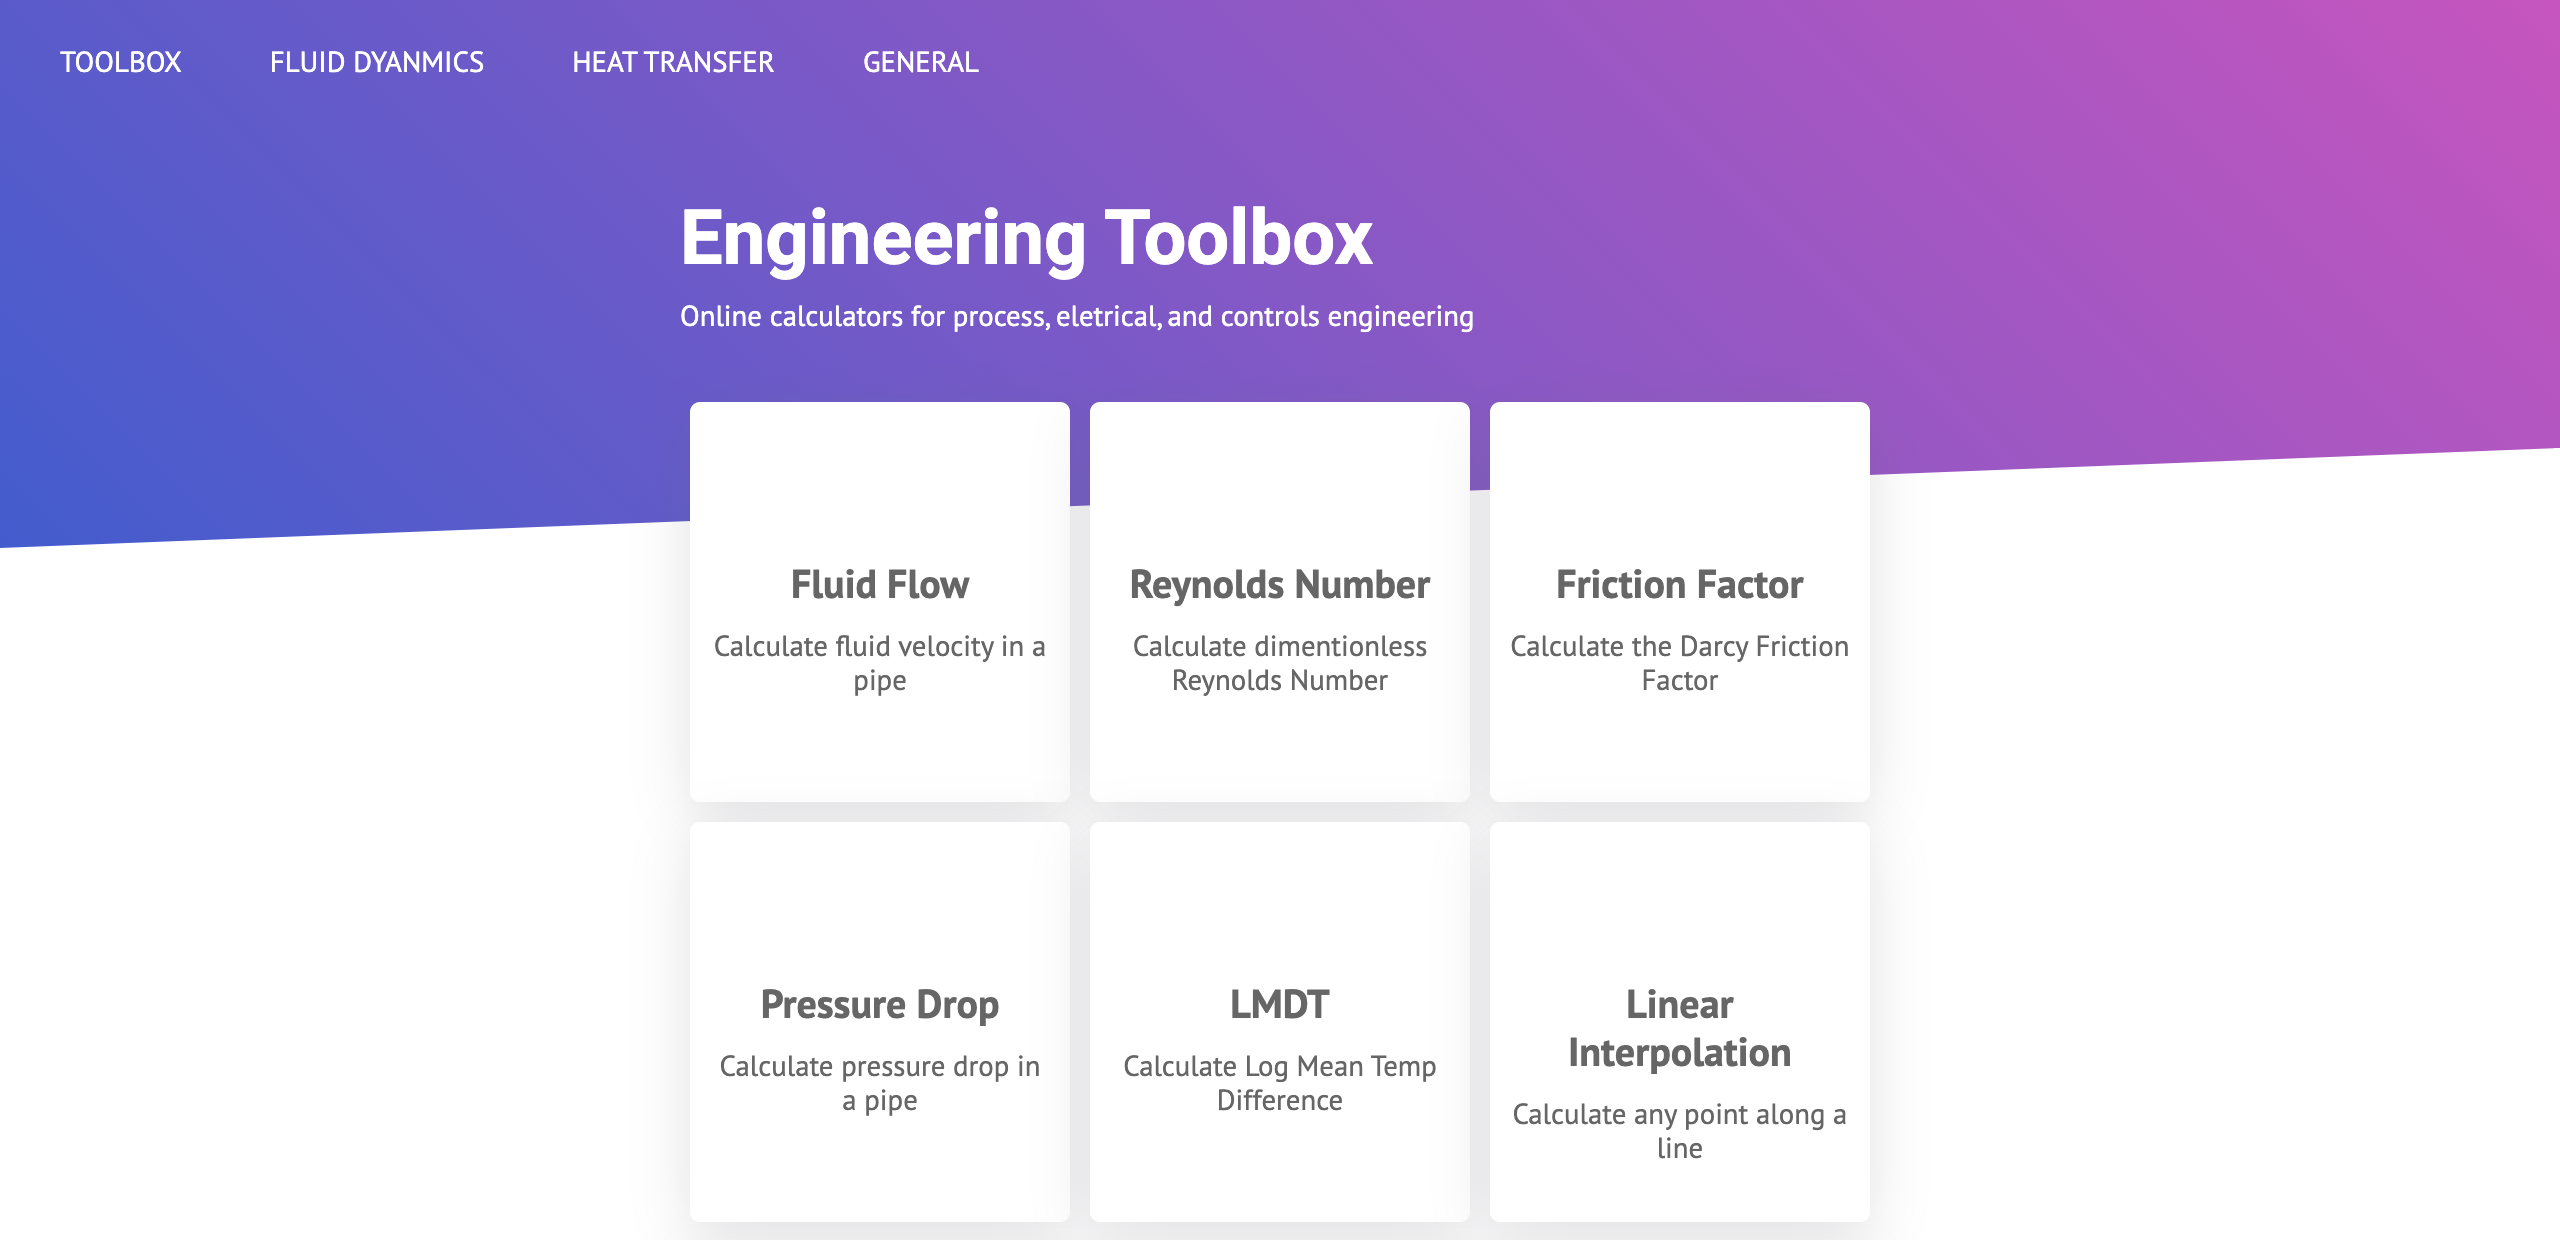 TOOLBOX FLUID DYANMICS HEAT TRANSFER GENERAL
Engineering Toolbox
Online calculators for process, eletrical, and controls engineering
Fluid Flow
Calculate fluid velocity in a
pipe
Reynolds Number
Calculate dimentionless
Reynolds Number
Friction Factor
Calculate the Darcy Friction
Factor
Pressure Drop
Calculate pressure drop in
a pipe
LMDT
Calculate Log Mean Temp
Difference
Linear
Interpolation
Calculate any point along a
line